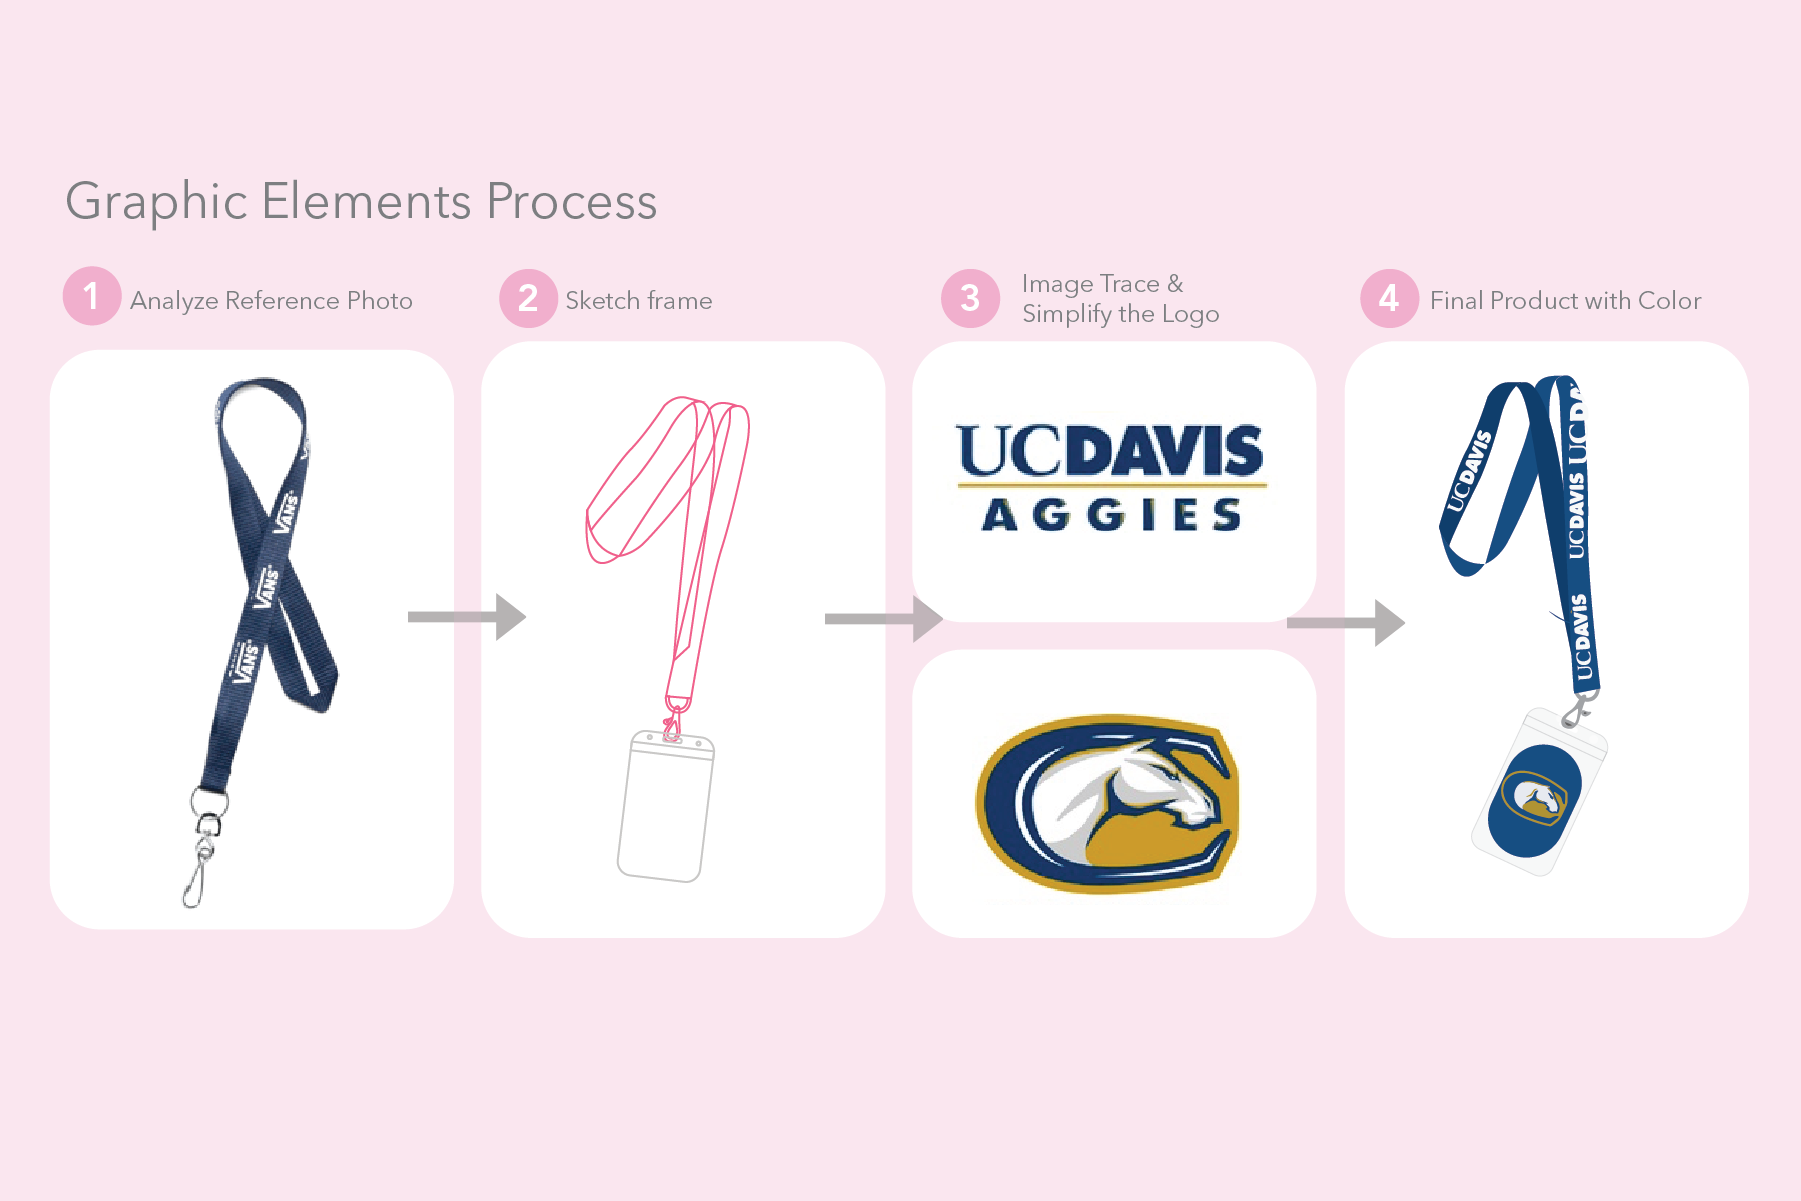 Graphic Elements Process
1 Analyze Reference Photo
2 Sketch frame
3 Image Trace &
Simplify the Logo
4 Final Product with Color
VANS
VANS
VANS
UCDAVIS
AGGIES
UCDAVIS
UCDA
UCDAVIS
UCDAVIS